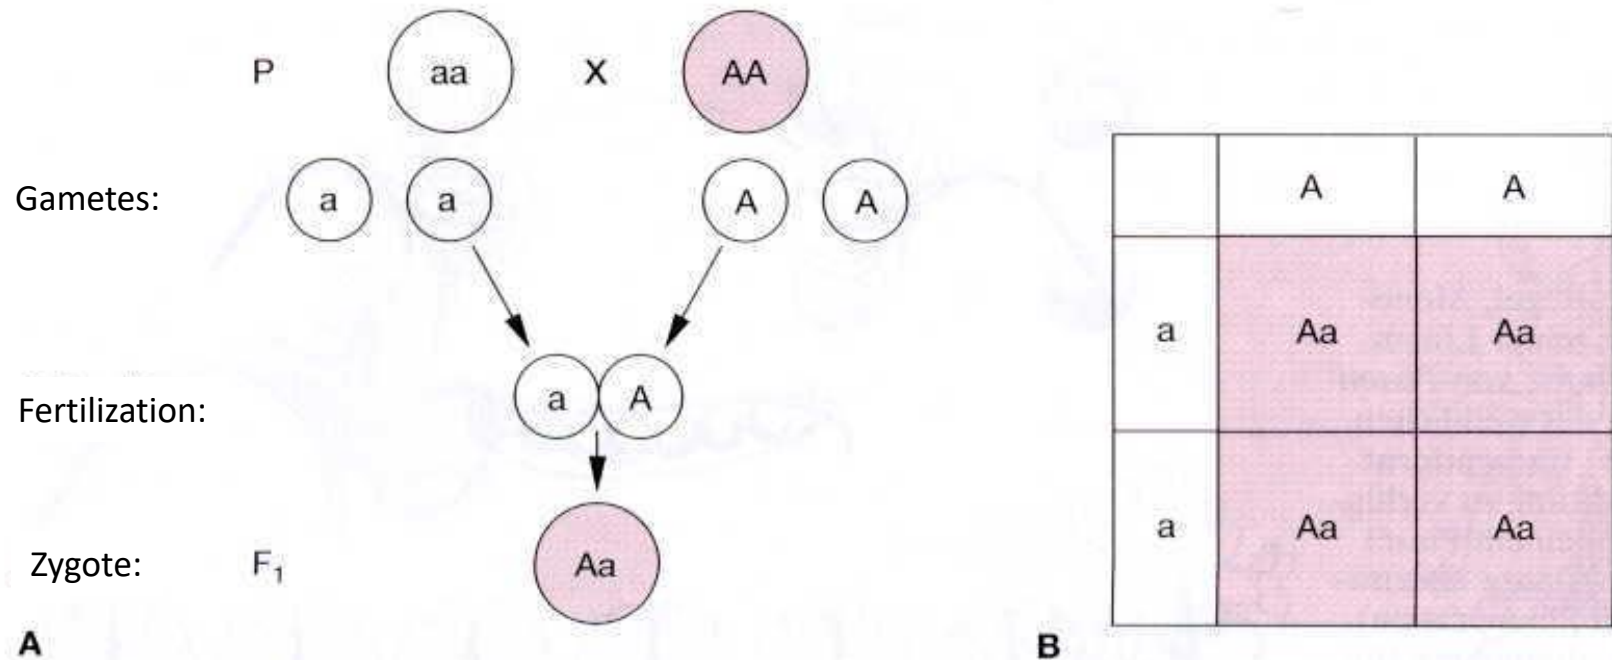 P aa X AA
Gametes: a a A A
Fertilization: a A
Zygote: F₁ Aa
A
A A
a Aa Aa
a Aa Aa
B